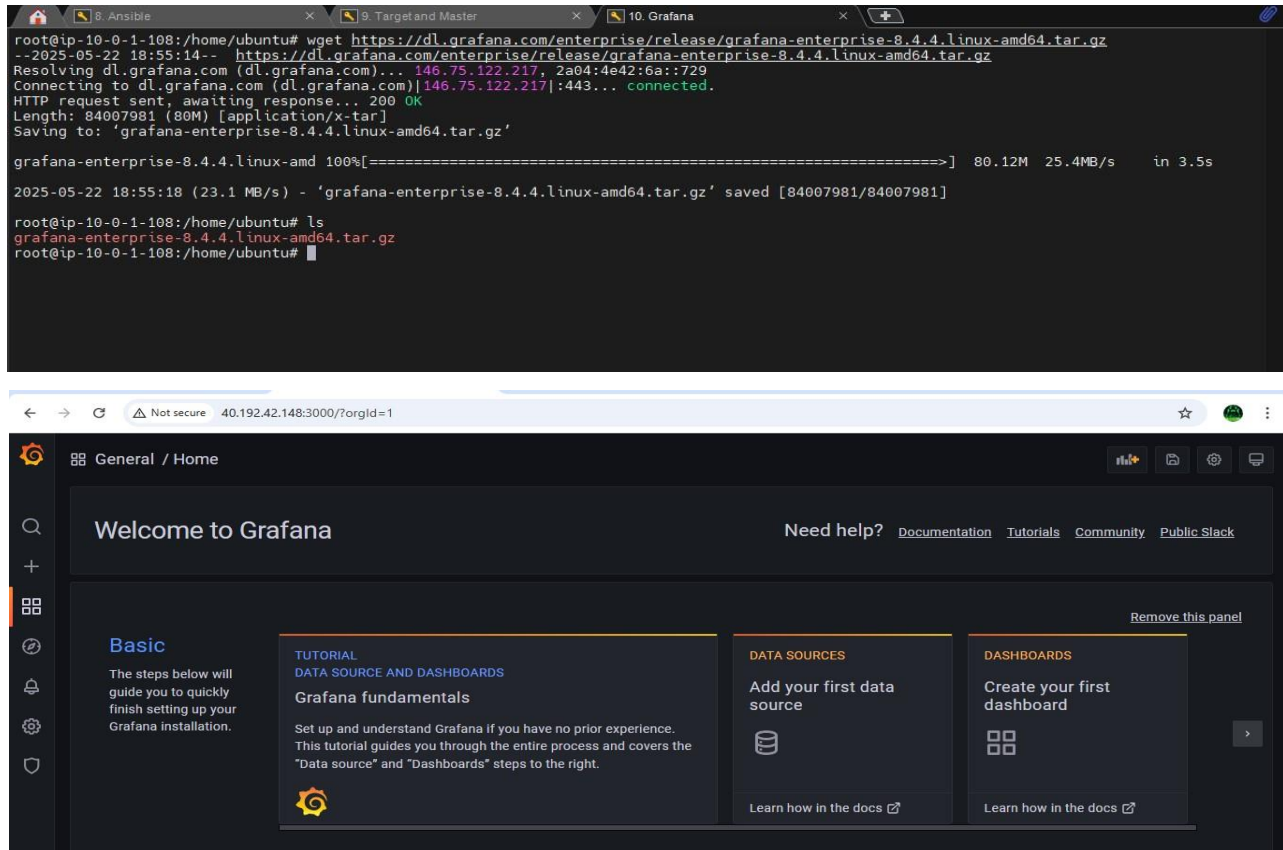 8. Ansible
9. Target and Master
10. Grafana
root@ip-10-0-1-108:/home/ubuntu# wget https://dl.grafana.com/enterprise/release/grafana-enterprise-8.4.4.linux-amd64.tar.gz
--2025-05-22 18:55:14-- https://dl.grafana.com/enterprise/release/grafana-enterprise-8.4.4.linux-amd64.tar.gz
Resolving dl.grafana.com (dl.grafana.com)... 146.75.122.217, 2a04:4e42:6a::729
Connecting to dl.grafana.com (dl.grafana.com)|146.75.122.217|:443... connected.
HTTP request sent, awaiting response... 200 OK
Length: 84007981 (80M) [application/x-tar]
Saving to: ‘grafana-enterprise-8.4.4.linux-amd64.tar.gz’
grafana-enterprise-8.4.4.linux-amd 100%[================================================================>] 80.12M 25.4MB/s in 3.5s
2025-05-22 18:55:18 (23.1 MB/s) - ‘grafana-enterprise-8.4.4.linux-amd64.tar.gz’ saved [84007981/84007981]
root@ip-10-0-1-108:/home/ubuntu# ls
grafana-enterprise-8.4.4.linux-amd64.tar.gz
root@ip-10-0-1-108:/home/ubuntu#
Not secure 40.192.42.148:3000/?orgId=1
General / Home
Welcome to Grafana
Need help? Documentation Tutorials Community Public Slack
Remove this panel
Basic
The steps below will
guide you to quickly
finish setting up your
Grafana installation.
TUTORIAL
DATA SOURCE AND DASHBOARDS
Grafana fundamentals
Set up and understand Grafana if you have no prior experience.
This tutorial guides you through the entire process and covers the
"Data source" and "Dashboards" steps to the right.
DATA SOURCES
Add your first data
source
Learn how in the docs
DASHBOARDS
Create your first
dashboard
Learn how in the docs